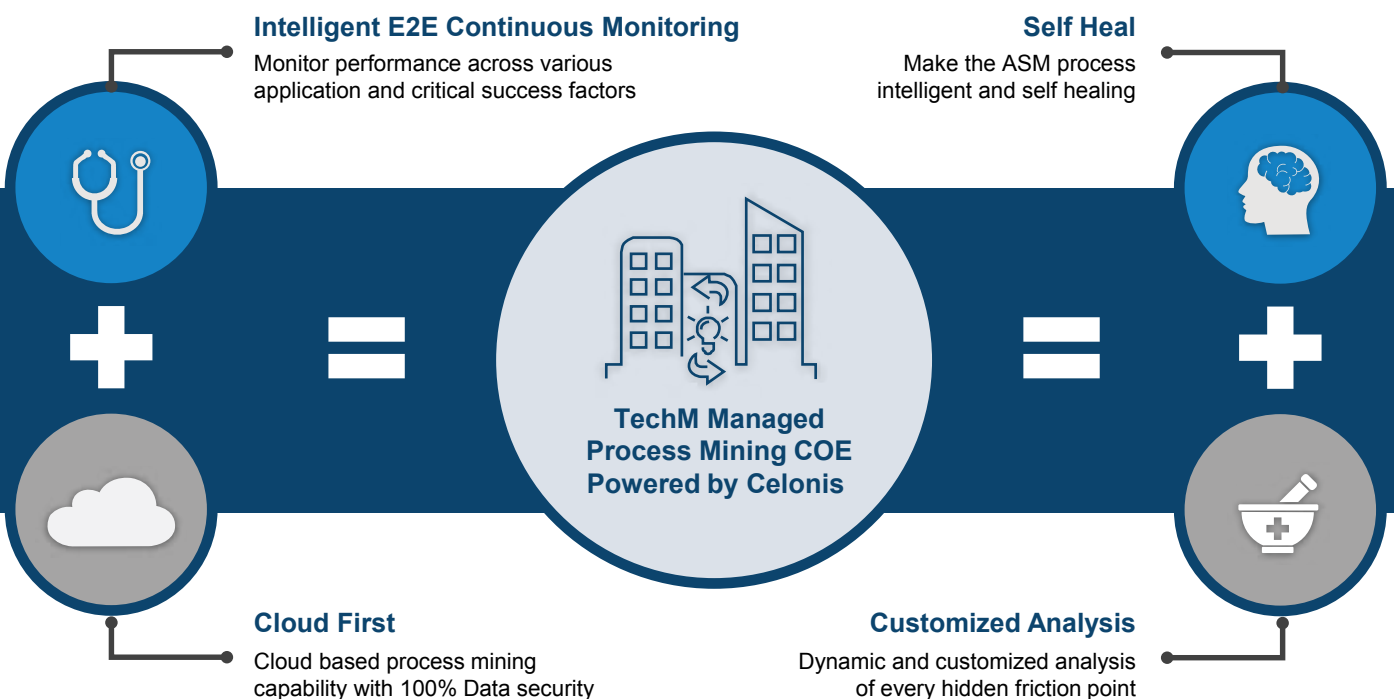 Intelligent E2E Continuous Monitoring
Monitor performance across various
application and critical success factors
Self Heal
Make the ASM process
intelligent and self healing
TechM Managed
Process Mining COE
Powered by Celonis
Cloud First
Cloud based process mining
capability with 100% Data security
Customized Analysis
Dynamic and customized analysis
of every hidden friction point